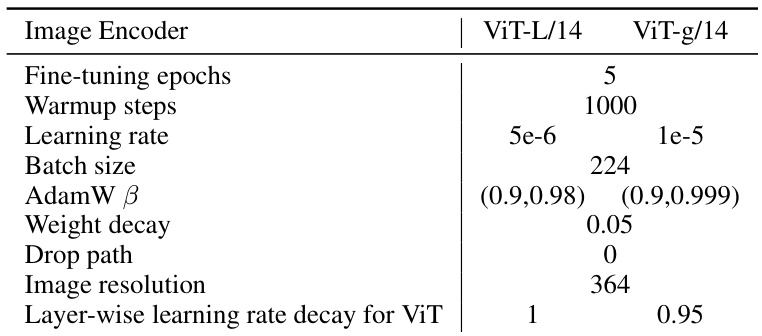 Image Encoder ViT-L/14 ViT-g/14
Fine-tuning epochs 5
Warmup steps 1000
Learning rate 5e-6 1e-5
Batch size 224
AdamW β (0.9,0.98) (0.9,0.999)
Weight decay 0.05
Drop path 0
Image resolution 364
Layer-wise learning rate decay for ViT 1 0.95